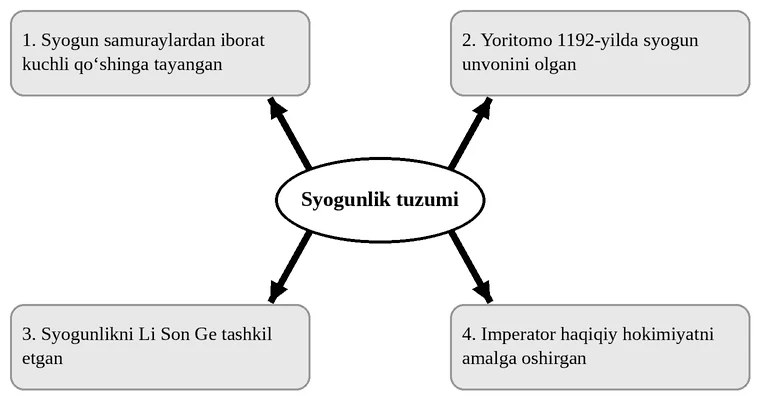 1. Syogun samuraylardan iborat
kuchli qo‘shinga tayangan
2. Yoritomo 1192-yilda syogun
unvonini olgan
Syogunlik tuzumi
3. Syogunlikni Li Son Ge tashkil
etgan
4. Imperator haqiqiy hokimiyatni
amalga oshirgan